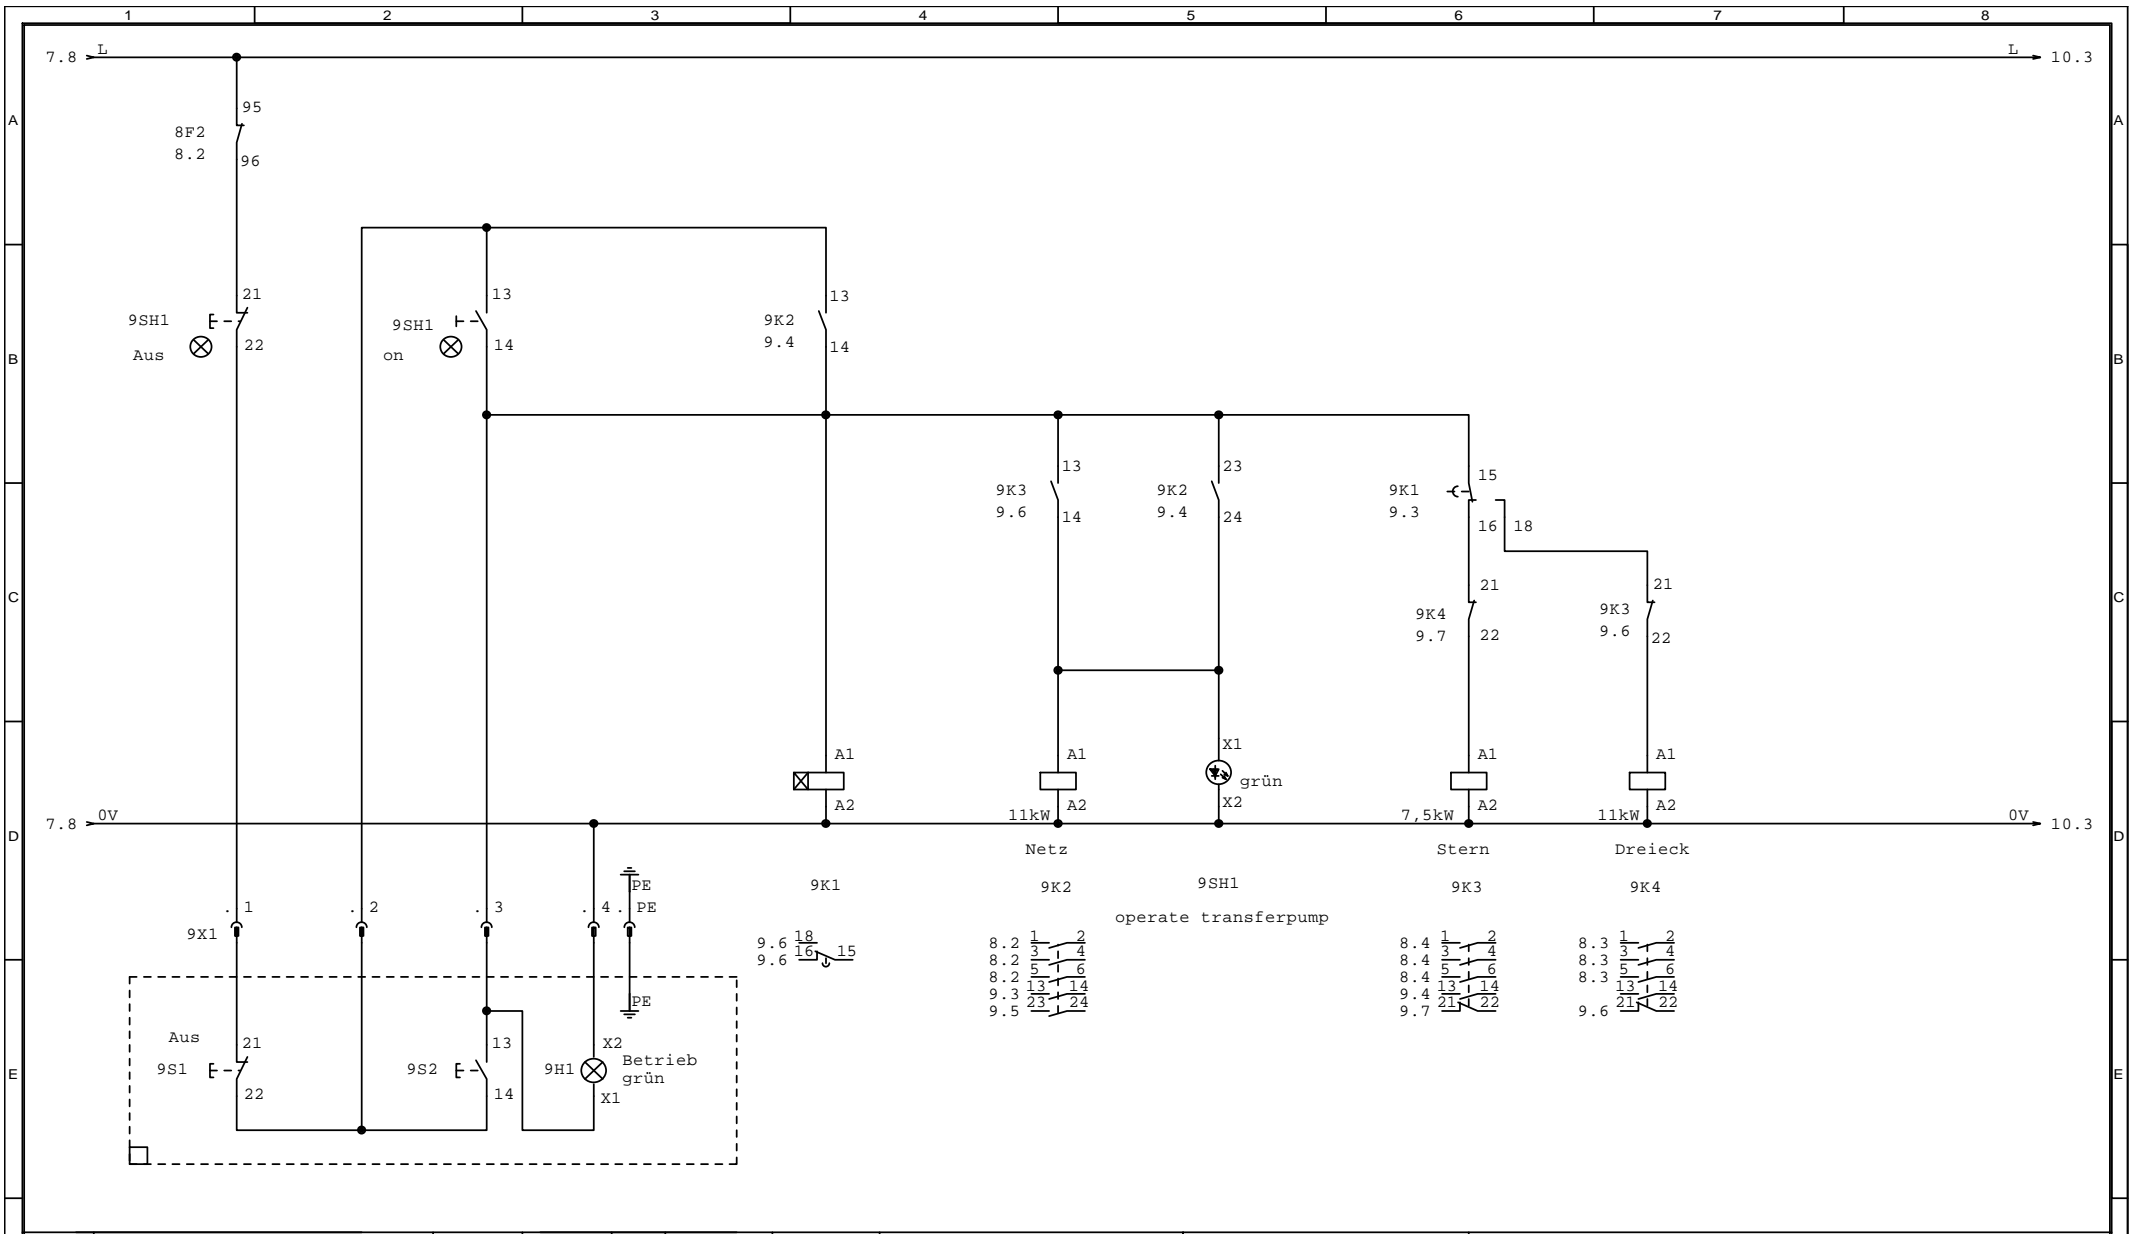 1 2 3 4 5 6 7 8
7.8 L L 10.3
95
A 8F2 A
8.2
96
21 13 13
9SH1 9SH1 9K2
Aus 22 on 14 9.4 14
B B
13 23 15
9K3 9K2 9K1
9.6 14 9.4 24 9.3 16 18
21 21
C 9K4 9K3 C
9.7 22 9.6 22
A1 A1 X1 A1 A1
grün
A2 A2 X2 A2 A2
11kW 7,5kW 11kW
7.8 0V 0V 10.3
D D
Netz Stern Dreieck
PE
9K1 9K2 9SH1 9K3 9K4
. 1 . 2 . 3 . 4 . PE
operate transferpump
9X1
9.6 18
9.6 16 15
8.2 1 2
8.2 3 4
8.2 5 6
9.3 13 14
9.5 23 24
8.4 1 2
8.4 3 4
8.4 5 6
9.4 13 14
9.7 21 22
8.3 1 2
8.3 3 4
8.3 5 6
13 14
9.6 21 22
PE
Aus 21 13 X2
9S1 9S2 9H1 Betrieb
grün
22 14 X1
E E